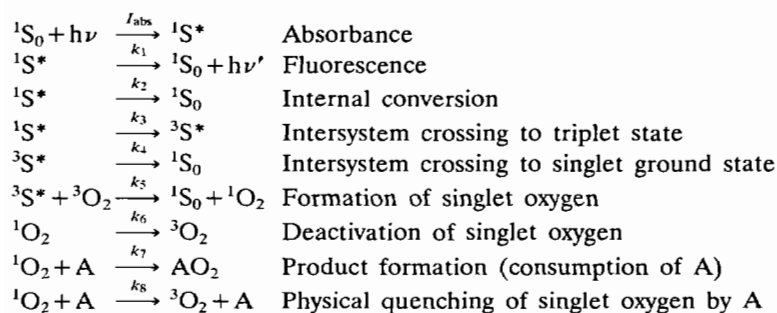 ¹S₀ + hν —I_abs→ ¹S* Absorbance
¹S* —k₁→ ¹S₀ + hν′ Fluorescence
¹S* —k₂→ ¹S₀ Internal conversion
¹S* —k₃→ ³S* Intersystem crossing to triplet state
³S* —k₄→ ¹S₀ Intersystem crossing to singlet ground state
³S* + ³O₂ —k₅→ ¹S₀ + ¹O₂ Formation of singlet oxygen
¹O₂ —k₆→ ³O₂ Deactivation of singlet oxygen
¹O₂ + A —k₇→ AO₂ Product formation (consumption of A)
¹O₂ + A —k₈→ ³O₂ + A Physical quenching of singlet oxygen by A